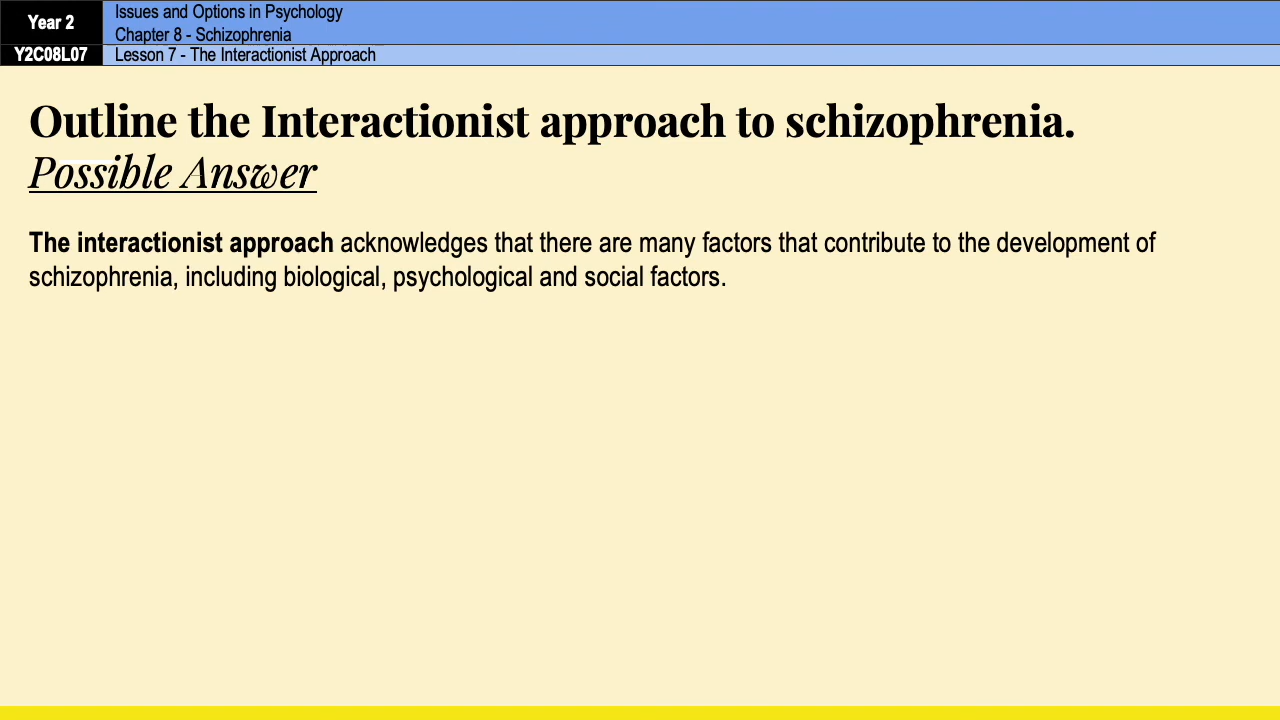 Year 2
Issues and Options in Psychology
Chapter 8 - Schizophrenia
Y2C08L07
Lesson 7 - The Interactionist Approach
Outline the Interactionist approach to schizophrenia.
Possible Answer
The interactionist approach acknowledges that there are many factors that contribute to the development of
schizophrenia, including biological, psychological and social factors.